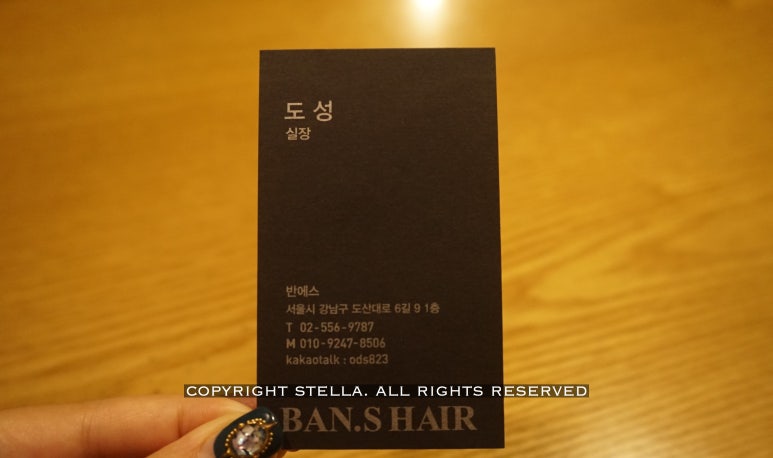 도 성
실장
반에스
서울시 강남구 도산대로 6길 9 1층
T 02-556-9787
M 010-9247-8506
kakaotalk : ods823
COPYRIGHT STELLA. ALL RIGHTS RESERVED
BAN.S HAIR